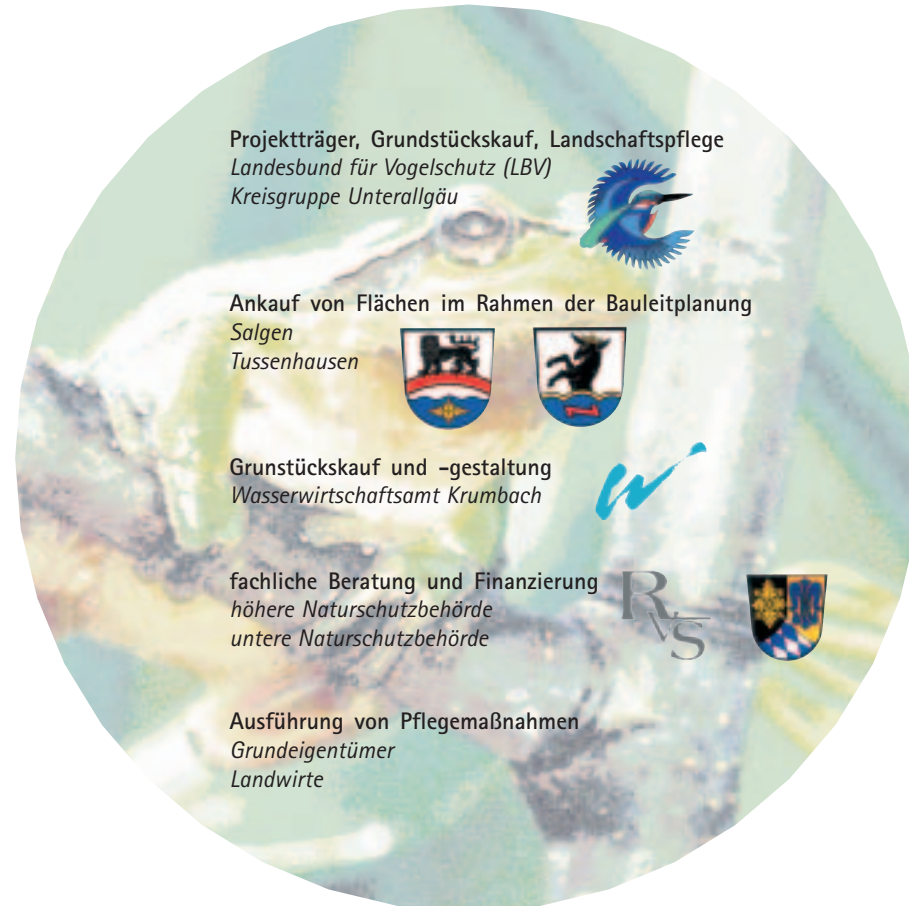 Projektträger, Grundstückskauf, Landschaftspflege
Landesbund für Vogelschutz (LBV)
Kreisgruppe Unterallgäu
Ankauf von Flächen im Rahmen der Bauleitplanung
Salgen
Tussenhausen
Grunstückskauf und -gestaltung
Wasserwirtschaftsamt Krumbach
fachliche Beratung und Finanzierung
höhere Naturschutzbehörde
untere Naturschutzbehörde
RvS
Ausführung von Pflegemaßnahmen
Grundeigentümer
Landwirte